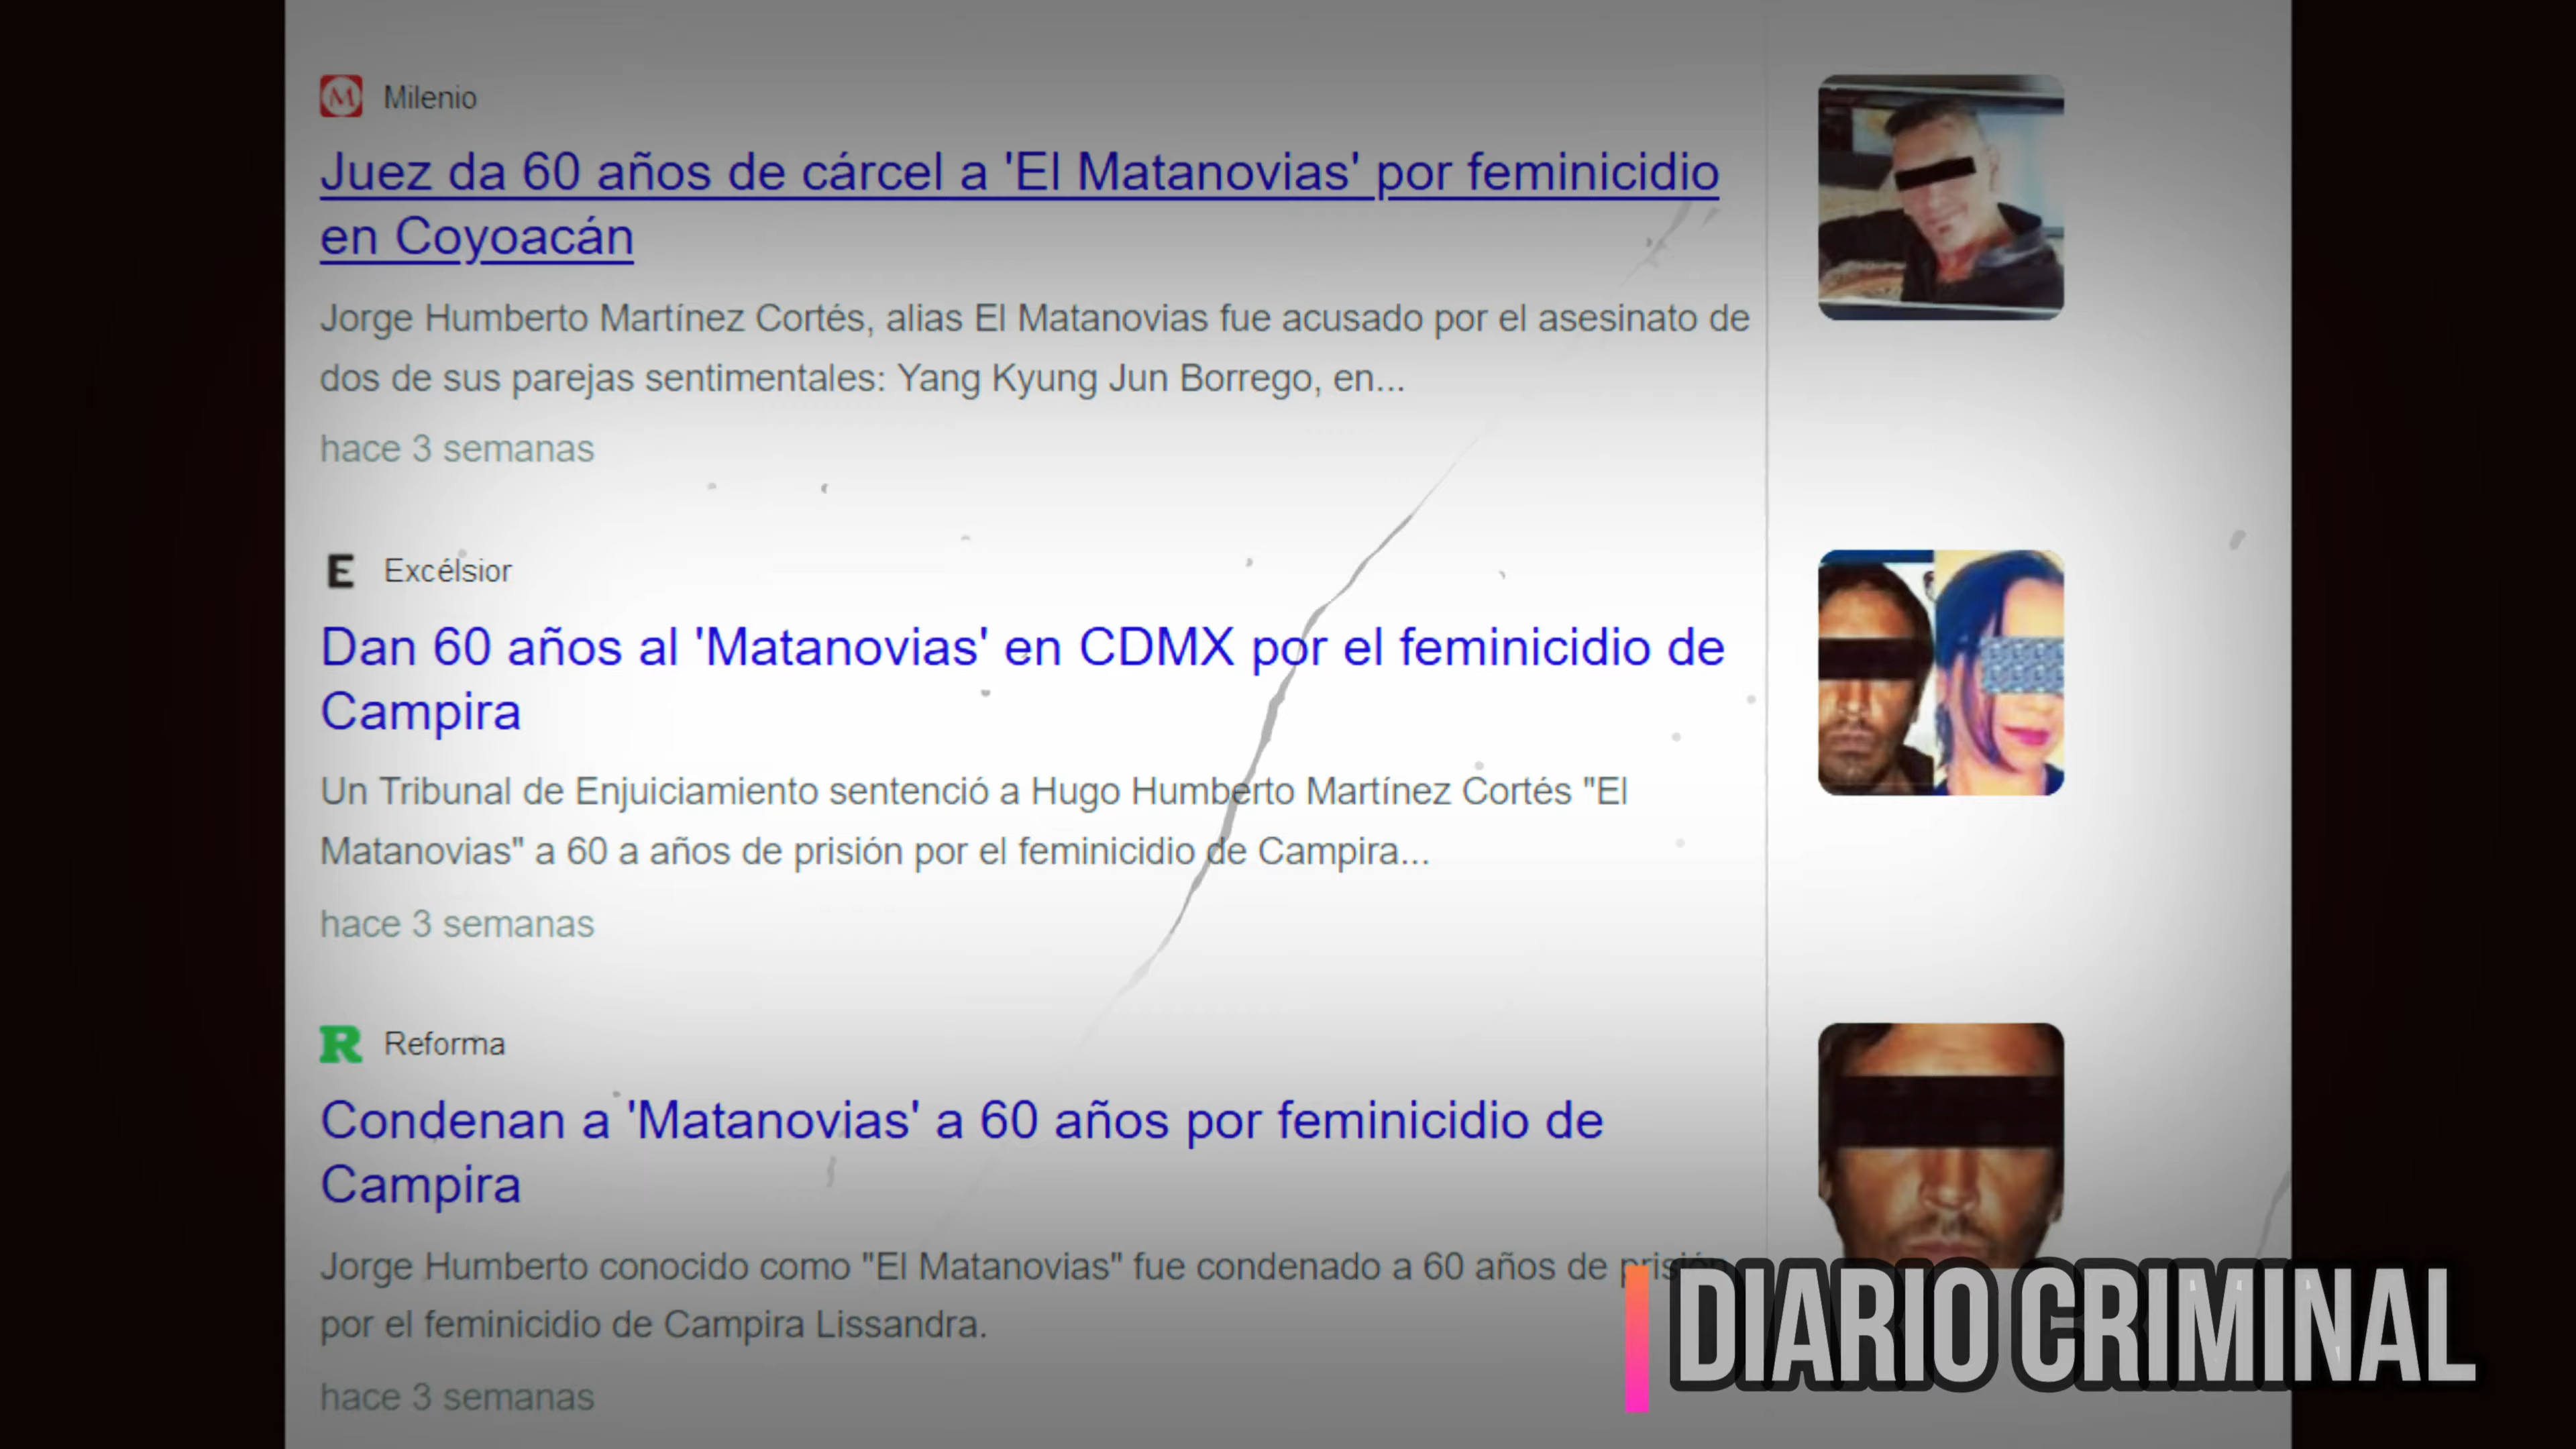 Milenio
Juez da 60 años de cárcel a 'El Matanovias' por feminicidio
en Coyoacán
Jorge Humberto Martínez Cortés, alias El Matanovias fue acusado por el asesinato de
dos de sus parejas sentimentales: Yang Kyung Jun Borrego, en...
hace 3 semanas
E Excélsior
Dan 60 años al 'Matanovias' en CDMX por el feminicidio de
Campira
Un Tribunal de Enjuiciamiento sentenció a Hugo Humberto Martínez Cortés "El
Matanovias" a 60 a años de prisión por el feminicidio de Campira...
hace 3 semanas
R Reforma
Condenan a 'Matanovias' a 60 años por feminicidio de
Campira
Jorge Humberto conocido como "El Matanovias" fue condenado a 60 años de prisión
por el feminicidio de Campira Lissandra.
hace 3 semanas
DIARIO CRIMINAL